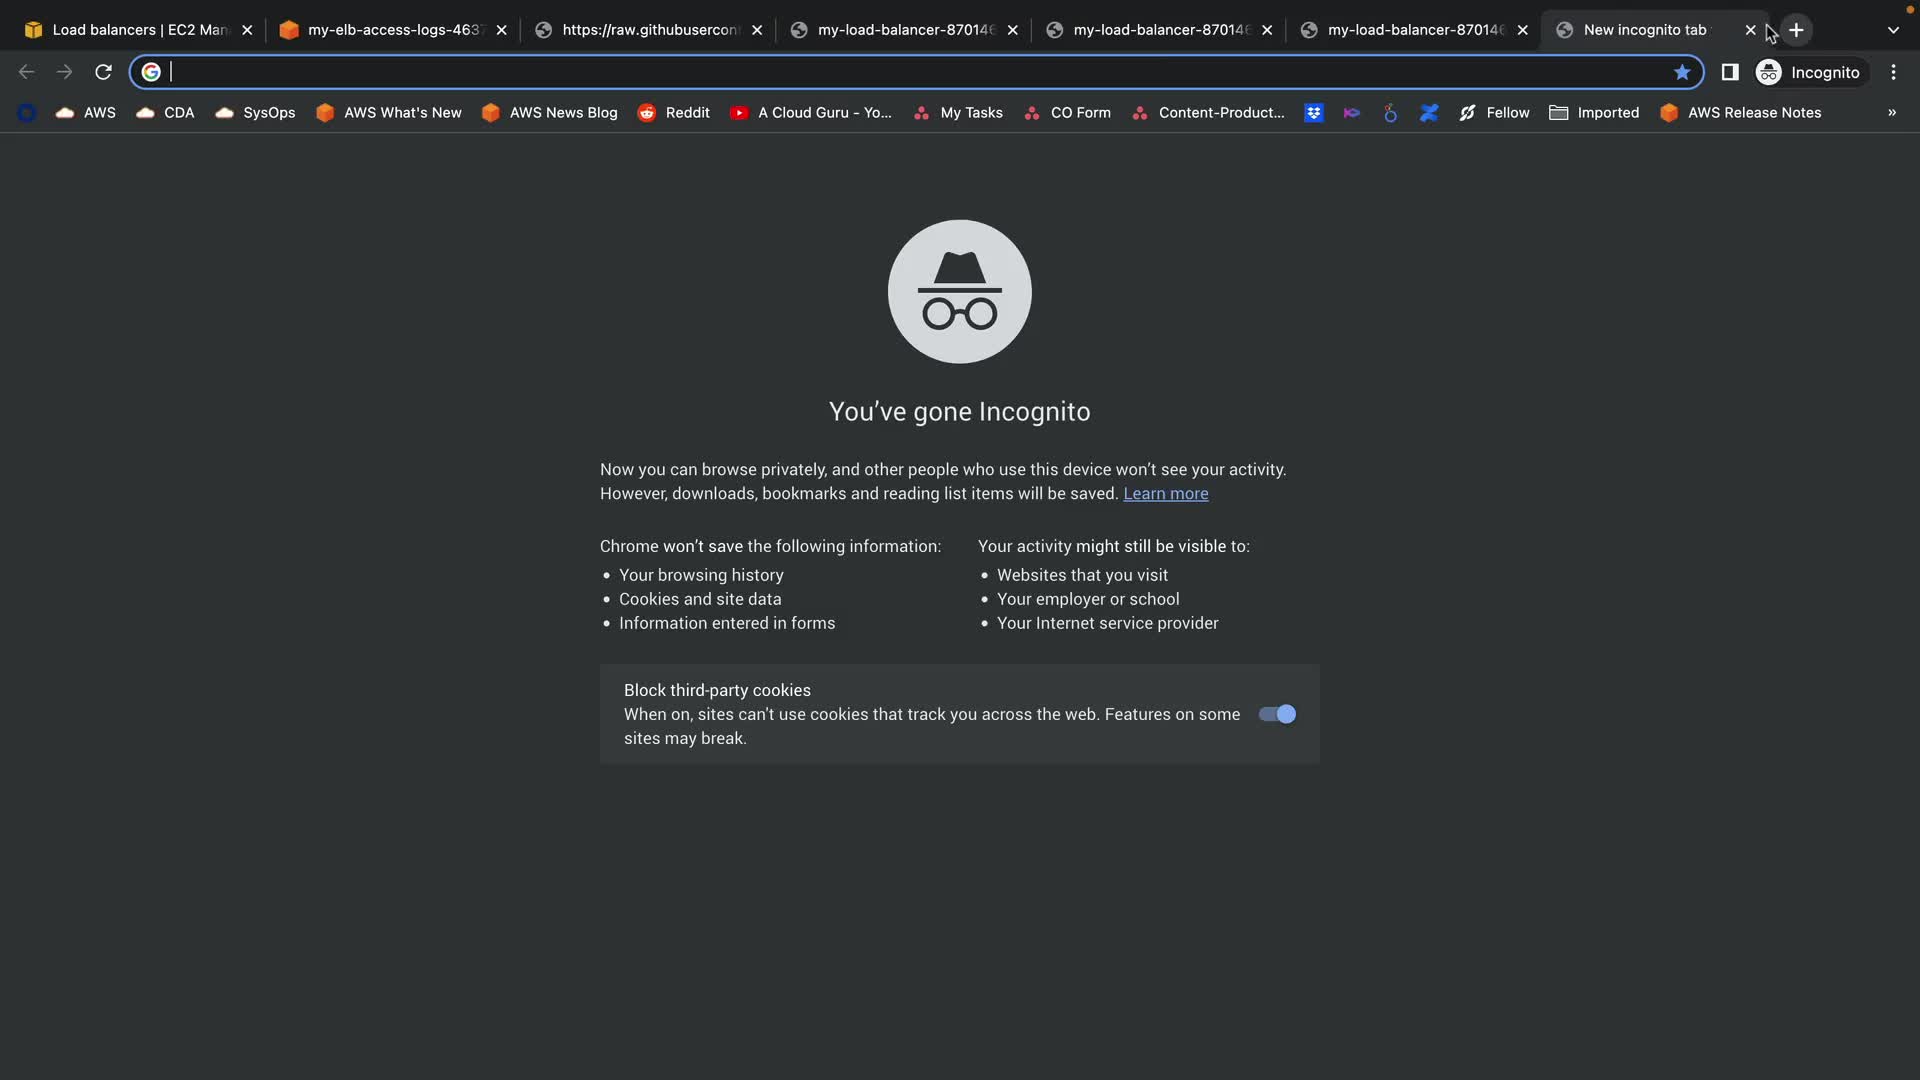 Load balancers | EC2 Man
my-elb-access-logs-4637
https://raw.githubusercont
my-load-balancer-870146
my-load-balancer-870146
my-load-balancer-870146
New incognito tab
Incognito
AWS
CDA
SysOps
AWS What's New
AWS News Blog
Reddit
A Cloud Guru - Yo...
My Tasks
CO Form
Content-Product...
Fellow
Imported
AWS Release Notes
»
You've gone Incognito
Now you can browse privately, and other people who use this device won't see your activity.
However, downloads, bookmarks and reading list items will be saved. Learn more
Chrome won't save the following information:
• Your browsing history
• Cookies and site data
• Information entered in forms
Your activity might still be visible to:
• Websites that you visit
• Your employer or school
• Your Internet service provider
Block third-party cookies
When on, sites can't use cookies that track you across the web. Features on some
sites may break.